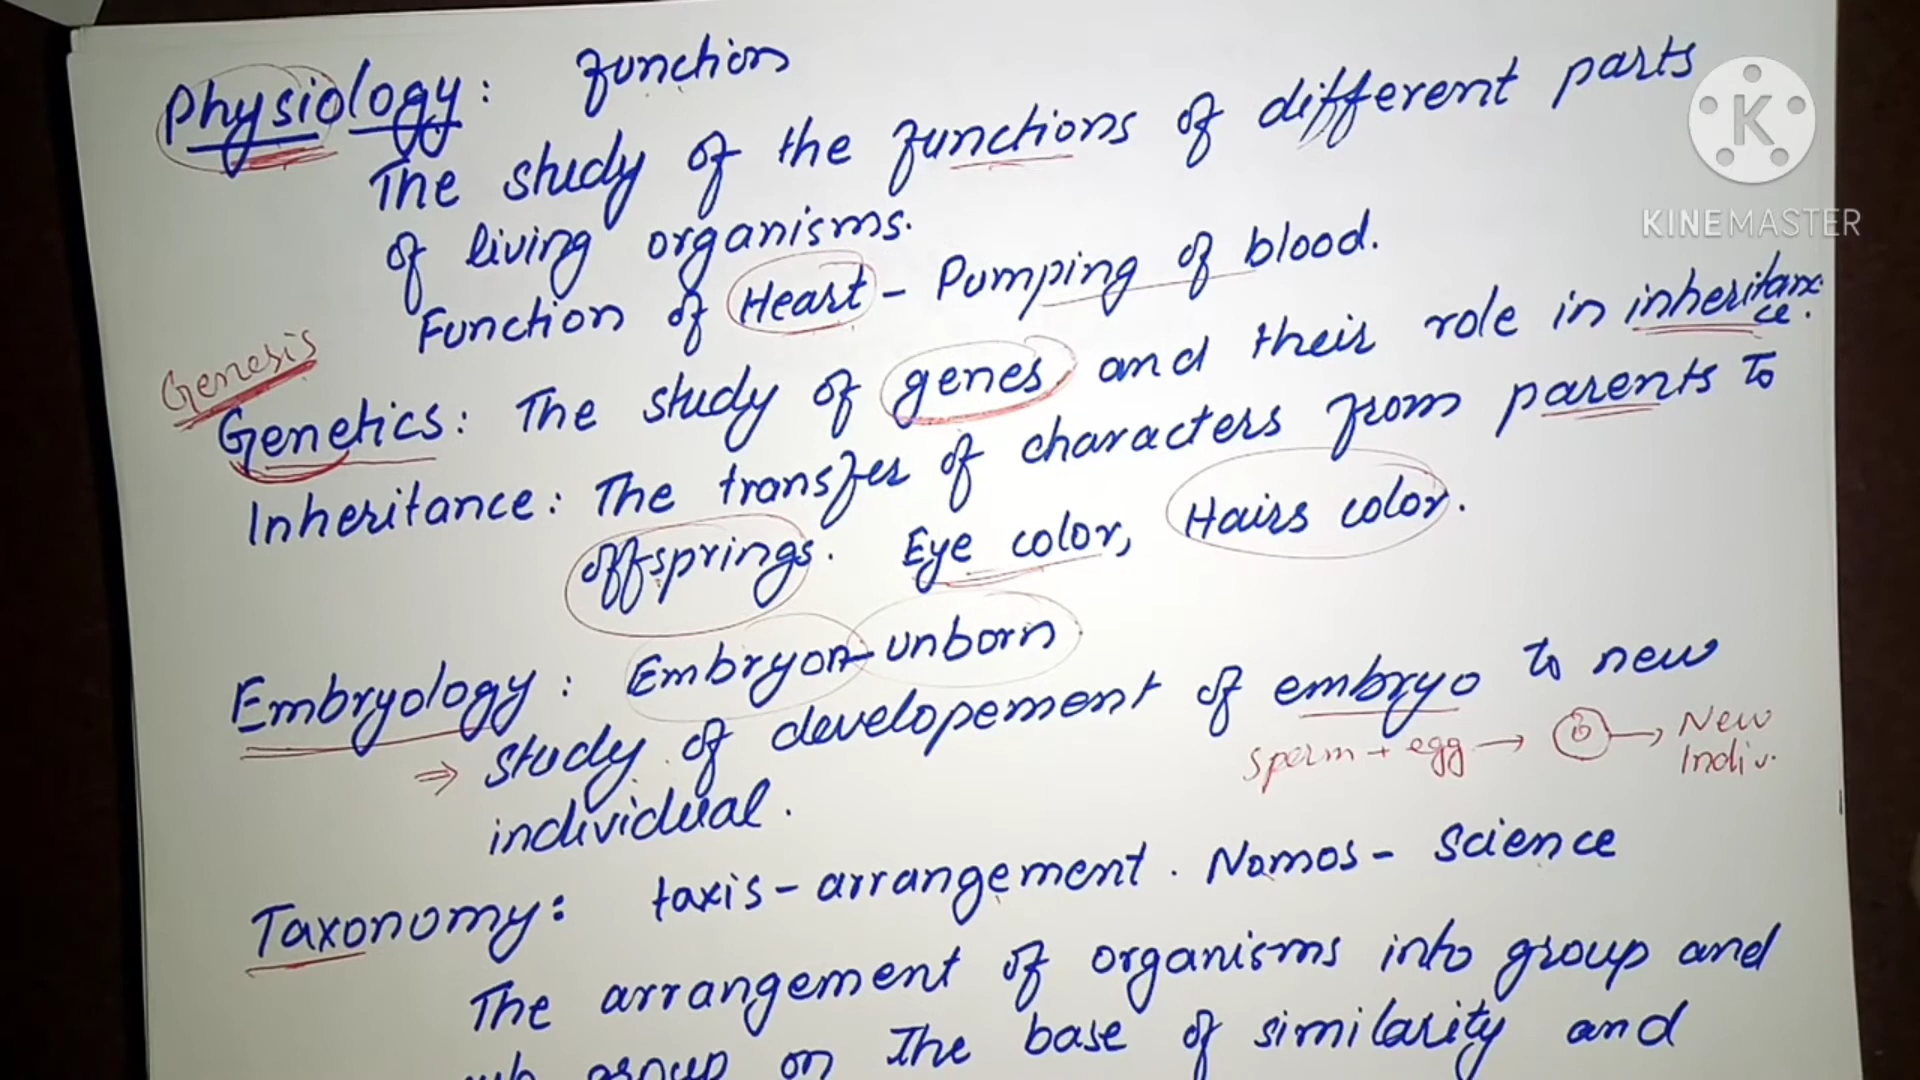 Physiology: function
The study of the functions of different parts
of living organisms.
Function of Heart - Pumping of blood.
Genesis
Genetics: The study of genes and their role in inheritance.
Inheritance: The transfer of characters from parents to
offsprings. Eye color, Hairs color.
Embryology: Embryon - unborn
⇒ study of developement of embryo to new
individual.
sperm + egg → → New
Indiv.
Taxonomy: taxis - arrangement. Nomos - Science
The arrangement of organisms into group and
sub group on the base of similarity and
K
KINEMASTER